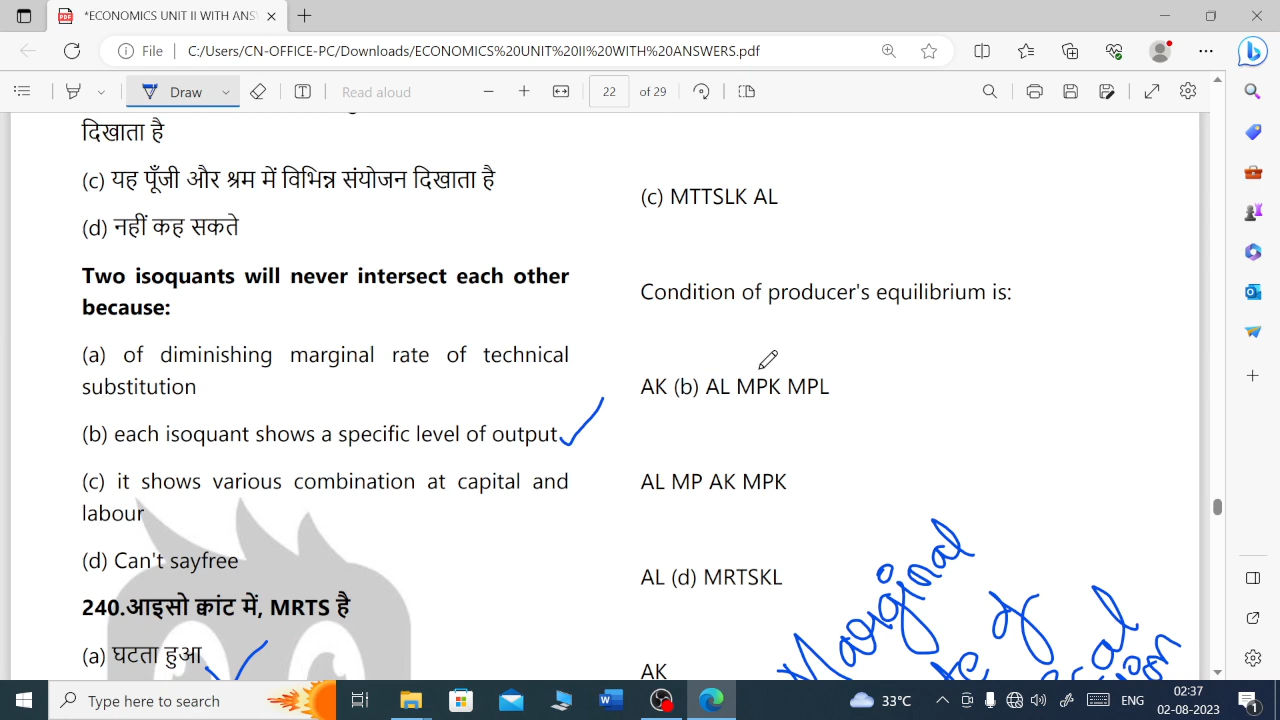 *ECONOMICS UNIT II WITH ANS
File
C:/Users/CN-OFFICE-PC/Downloads/ECONOMICS%20UNIT%20II%20WITH%20ANSWERS.pdf
Draw
Read aloud
22
of 29
दिखाता है
(c) यह पूँजी और श्रम में विभिन्न संयोजन दिखाता है
(d) नहीं कह सकते
Two isoquants will never intersect each other
because:
(a) of diminishing marginal rate of technical
substitution
(b) each isoquant shows a specific level of output
(c) it shows various combination at capital and
labour
(d) Can't sayfree
240.आइसो क्वांट में, MRTS है
(a) घटता हुआ
(c) MTTSLK AL
Condition of producer's equilibrium is:
AK (b) AL MPK MPL
AL MP AK MPK
AL (d) MRTSKL
AK
Marginal
of
Type here to search
33°C
ENG
02:37
02-08-2023
1